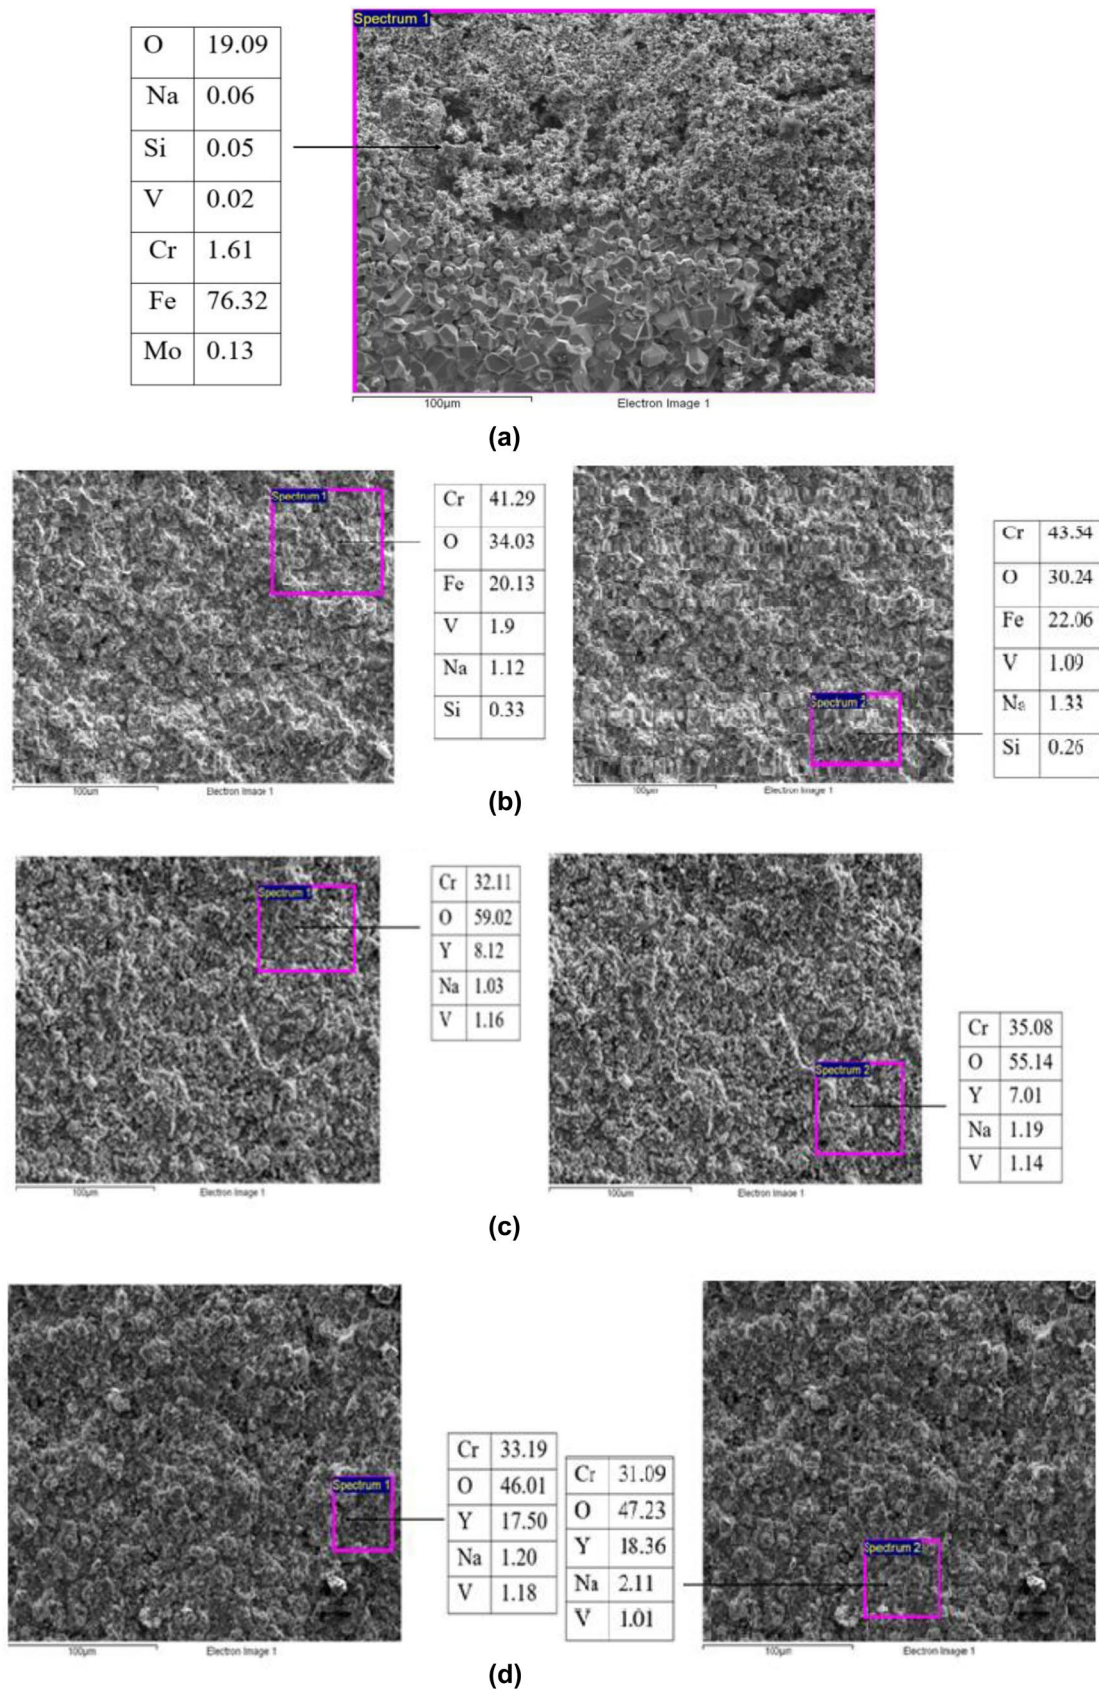 Spectrum 1
O 19.09
Na 0.06
Si 0.05
V 0.02
Cr 1.61
Fe 76.32
Mo 0.13
100µm Electron Image 1
(a)
Spectrum 1
Cr 41.29
O 34.03
Fe 20.13
V 1.9
Na 1.12
Si 0.33
100µm Electron Image 1
Spectrum 2
Cr 43.54
O 30.24
Fe 22.06
V 1.09
Na 1.33
Si 0.26
100µm Electron Image 1
(b)
Spectrum 1
Cr 32.11
O 59.02
Y 8.12
Na 1.03
V 1.16
100µm Electron Image 1
Spectrum 2
Cr 35.08
O 55.14
Y 7.01
Na 1.19
V 1.14
100µm Electron Image 1
(c)
Spectrum 1
Cr 33.19
O 46.01
Y 17.50
Na 1.20
V 1.18
100µm Electron Image 1
Cr 31.09
O 47.23
Y 18.36
Na 2.11
V 1.01
Spectrum 2
100µm Electron Image 1
(d)